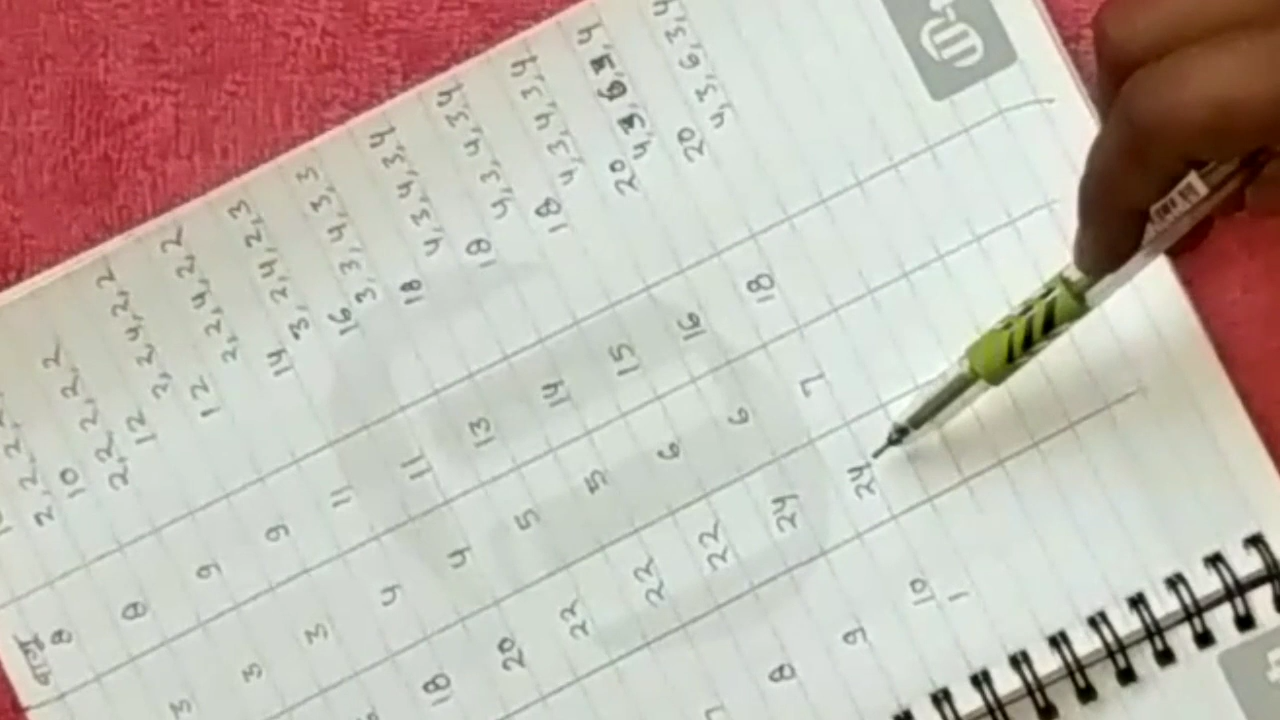 8
2,2,2,
3 8 10
2,2,2,2,2
3 9 12
2,2,4,2,2
3 9 12
2,2,4,2,2
18 4 11 14
3,2,4,2,3
20 4 11 16
3,3,4,3,3
22 5 13 18
4,3,4,3,4
7 22 5 14 18
4,3,4,3,4
8 22 6 15 18
4,3,4,3,4
9 24 6 16 20
4,3,6,3,4
10 24 7 18 20
1 4,3,6,3,4